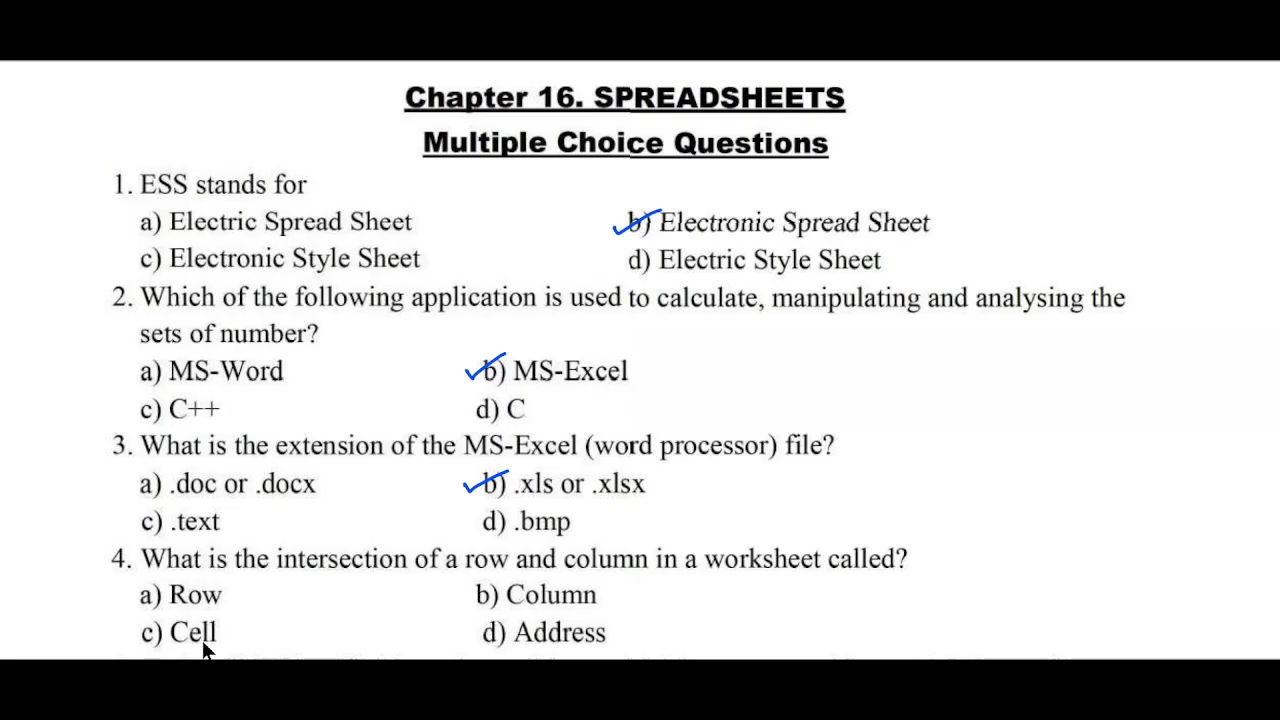 Chapter 16. SPREADSHEETS
Multiple Choice Questions
1. ESS stands for
a) Electric Spread Sheet b) Electronic Spread Sheet
c) Electronic Style Sheet d) Electric Style Sheet
2. Which of the following application is used to calculate, manipulating and analysing the
sets of number?
a) MS-Word b) MS-Excel
c) C++ d) C
3. What is the extension of the MS-Excel (word processor) file?
a) .doc or .docx b) .xls or .xlsx
c) .text d) .bmp
4. What is the intersection of a row and column in a worksheet called?
a) Row b) Column
c) Cell d) Address